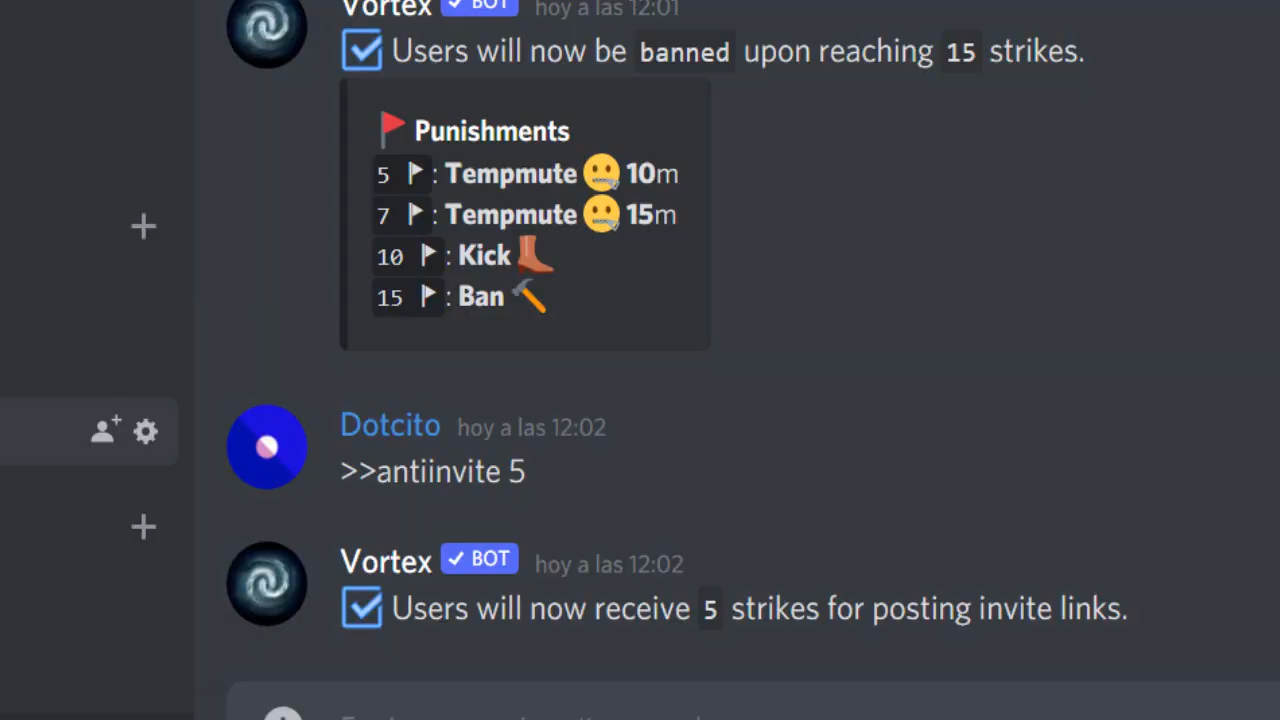 Vortex ✓ BOT hoy a las 12:01
Users will now be banned upon reaching 15 strikes.
Punishments
5 : Tempmute 10m
7 : Tempmute 15m
10 : Kick
15 : Ban
Dotcito hoy a las 12:02
>>antiinvite 5
Vortex ✓ BOT hoy a las 12:02
Users will now receive 5 strikes for posting invite links.